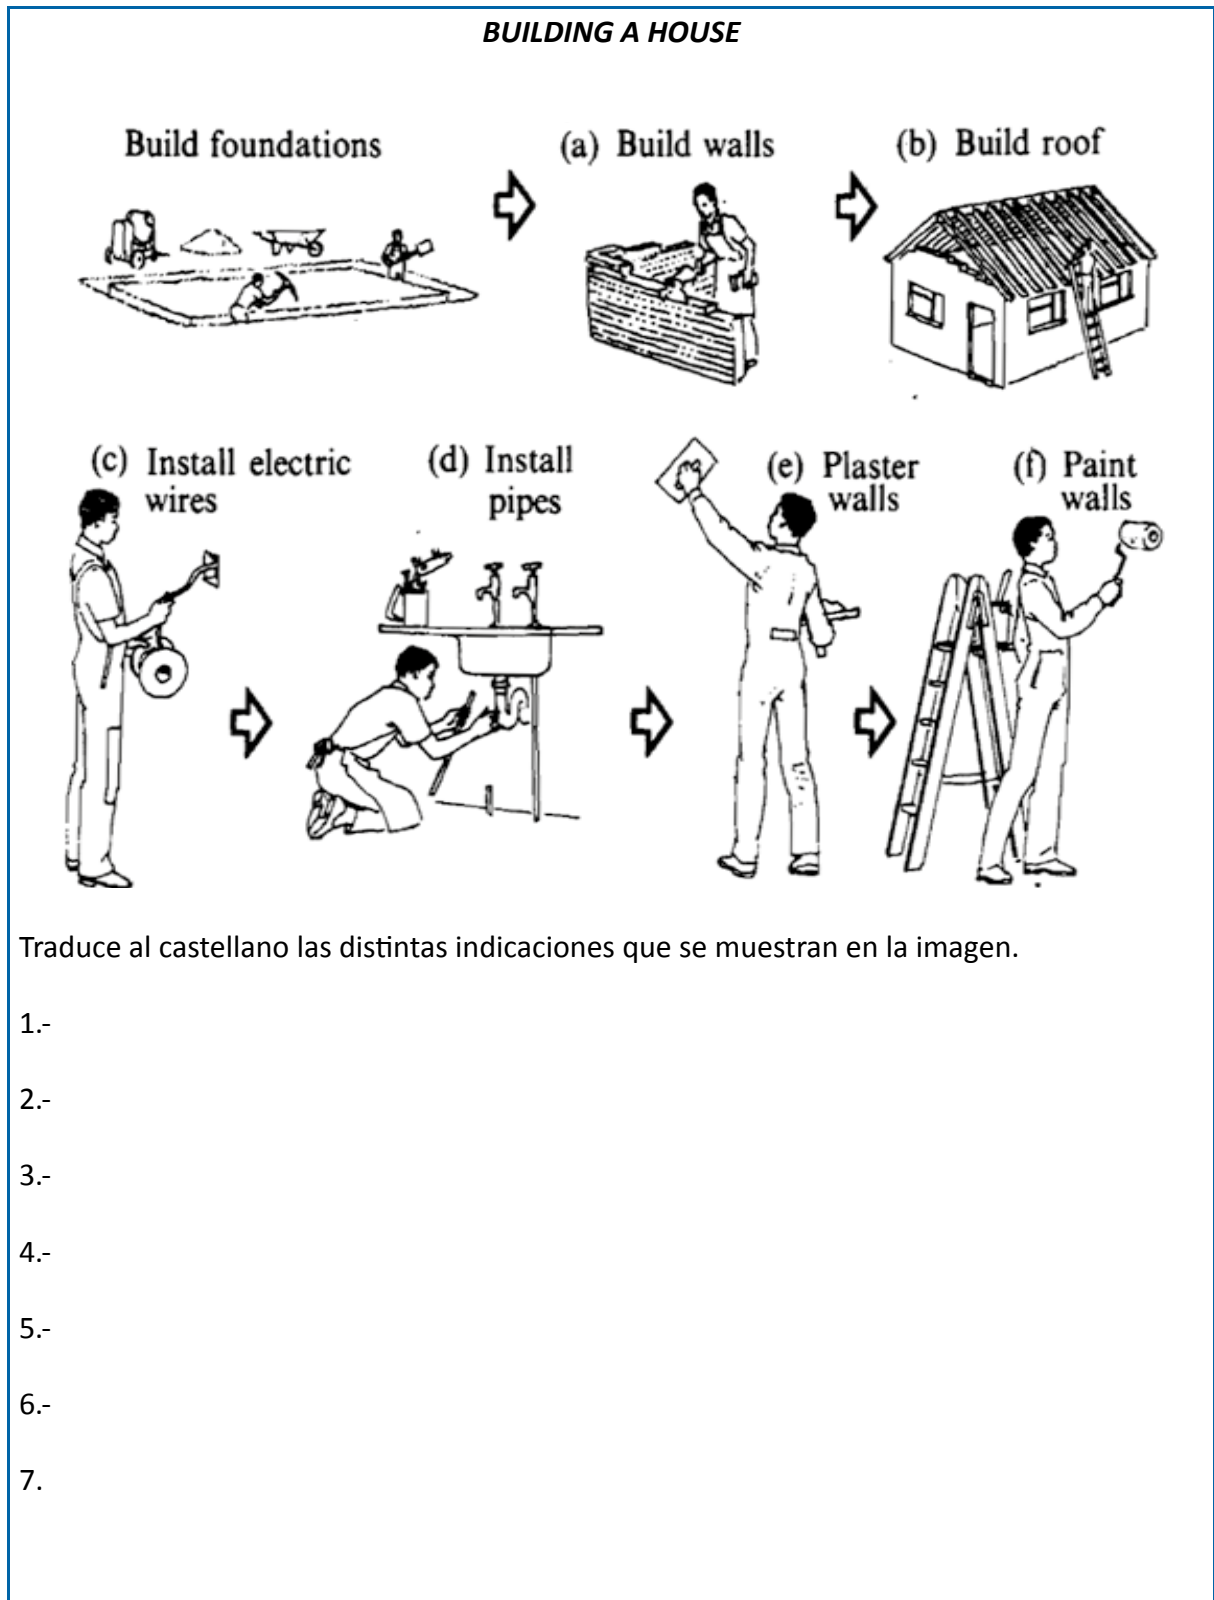 BUILDING A HOUSE
Build foundations
(a) Build walls
(b) Build roof
(c) Install electric
wires
(d) Install
pipes
(e) Plaster
walls
(f) Paint
walls
Traduce al castellano las distintas indicaciones que se muestran en la imagen.
1.-
2.-
3.-
4.-
5.-
6.-
7.